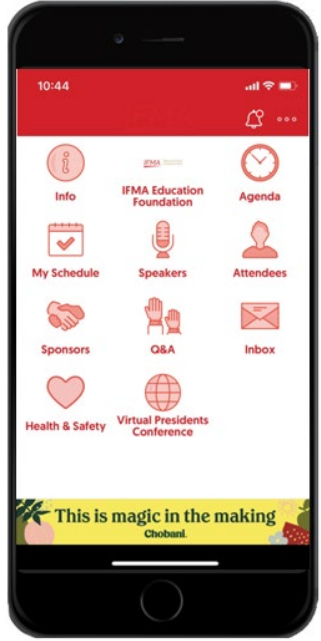 10:44
IFMA
Info
IFMA Education
Foundation
Agenda
My Schedule
Speakers
Attendees
Sponsors
Q&A
Inbox
Health & Safety
Virtual Presidents
Conference
This is magic in the making
Chobani.